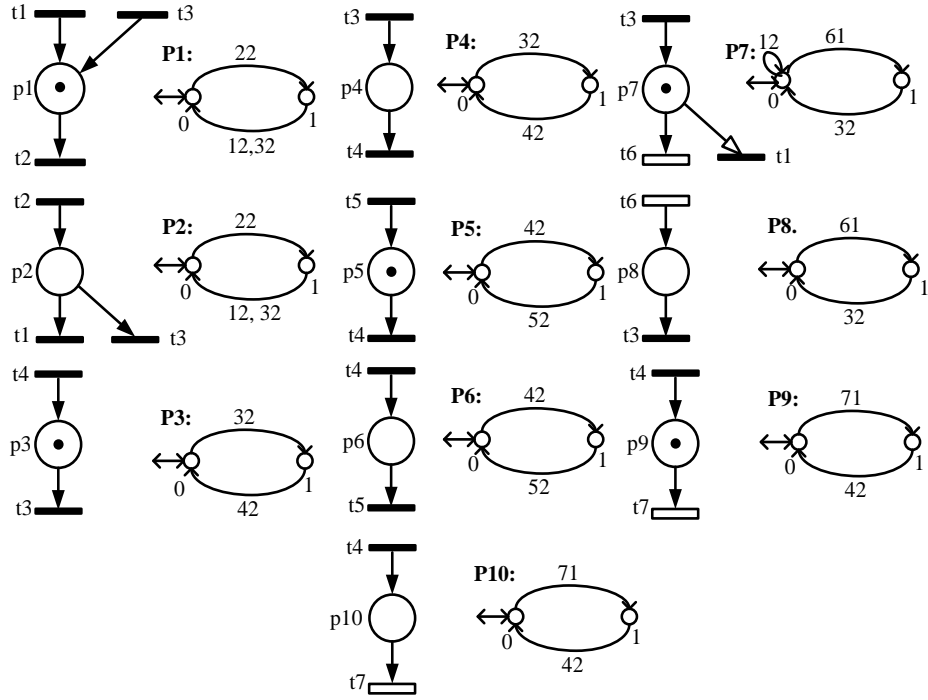 t1 t3
p1
t2
P1:
22
0 1
12,32
t3
p4
t4
P4:
32
0 1
42
t3
p7
t6 t1
P7:
12 61
0 1
32
t2
p2
t1 t3
P2:
22
0 1
12, 32
t5
p5
t4
P5:
42
0 1
52
t6
p8
t3
P8.
61
0 1
32
t4
p3
t3
P3:
32
0 1
42
t4
p6
t5
P6:
42
0 1
52
t4
p9
t7
P9:
71
0 1
42
t4
p10
t7
P10:
71
0 1
42